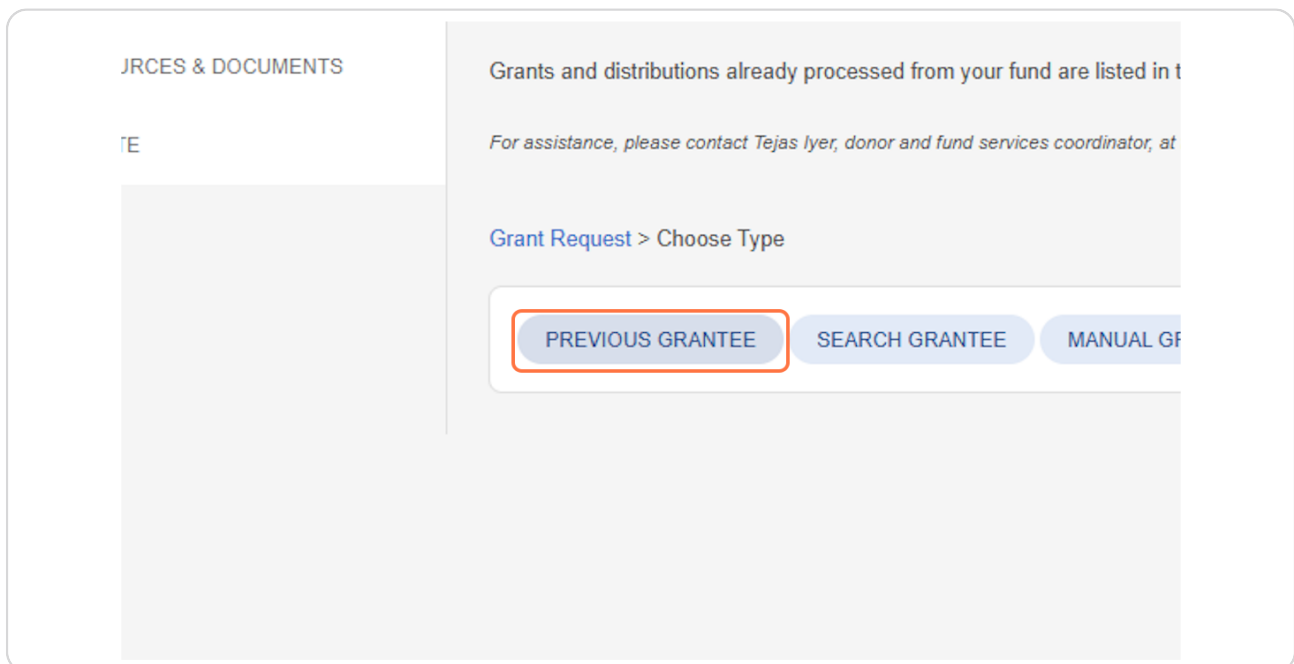 URCES & DOCUMENTS
Grants and distributions already processed from your fund are listed in
TE
For assistance, please contact Tejas Iyer, donor and fund services coordinator, at
Grant Request > Choose Type
PREVIOUS GRANTEE
SEARCH GRANTEE
MANUAL